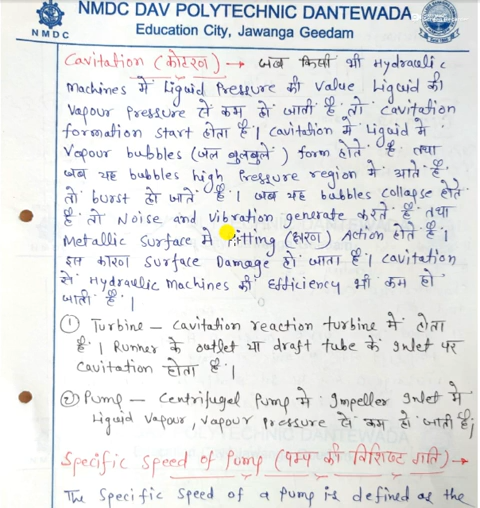 NMDC DAV POLYTECHNIC DANTEWADA
Education City, Jawanga Geedam
NMDC
Cavitation (कोटरन) → जब किसी भी Hydraulic
Machines में Liquid Pressure की Value Liquid की
Vapour Pressure से कम हो जाती है तो Cavitation
formation start होता है। Cavitation में Liquid में
Vapour bubbles (जल बुलबुले) form होते है तथा
जब यह bubbles high Pressure region में आते है
तो burst हो जाते है। जब यह bubbles collapse होते
है तो Noise and Vibration generate करते है तथा
Metallic Surface में Pitting (क्षरन) Action होते है।
इस कारण Surface Damage हो जाता है। Cavitation
से Hydraulic Machines की Efficiency भी कम हो
जाती है।
① Turbine — Cavitation reaction turbine में होता
है। Runner के outlet या draft tube के Inlet पर
Cavitation होता है।
② Pump — Centrifugel Pump में Impeller Inlet में
Liquid Vapour, Vapour Pressure से कम हो जाती है।
Specific Speed of Pump (पम्प की विशिष्ट गति) →
The Specific Speed of a Pump is defined as the